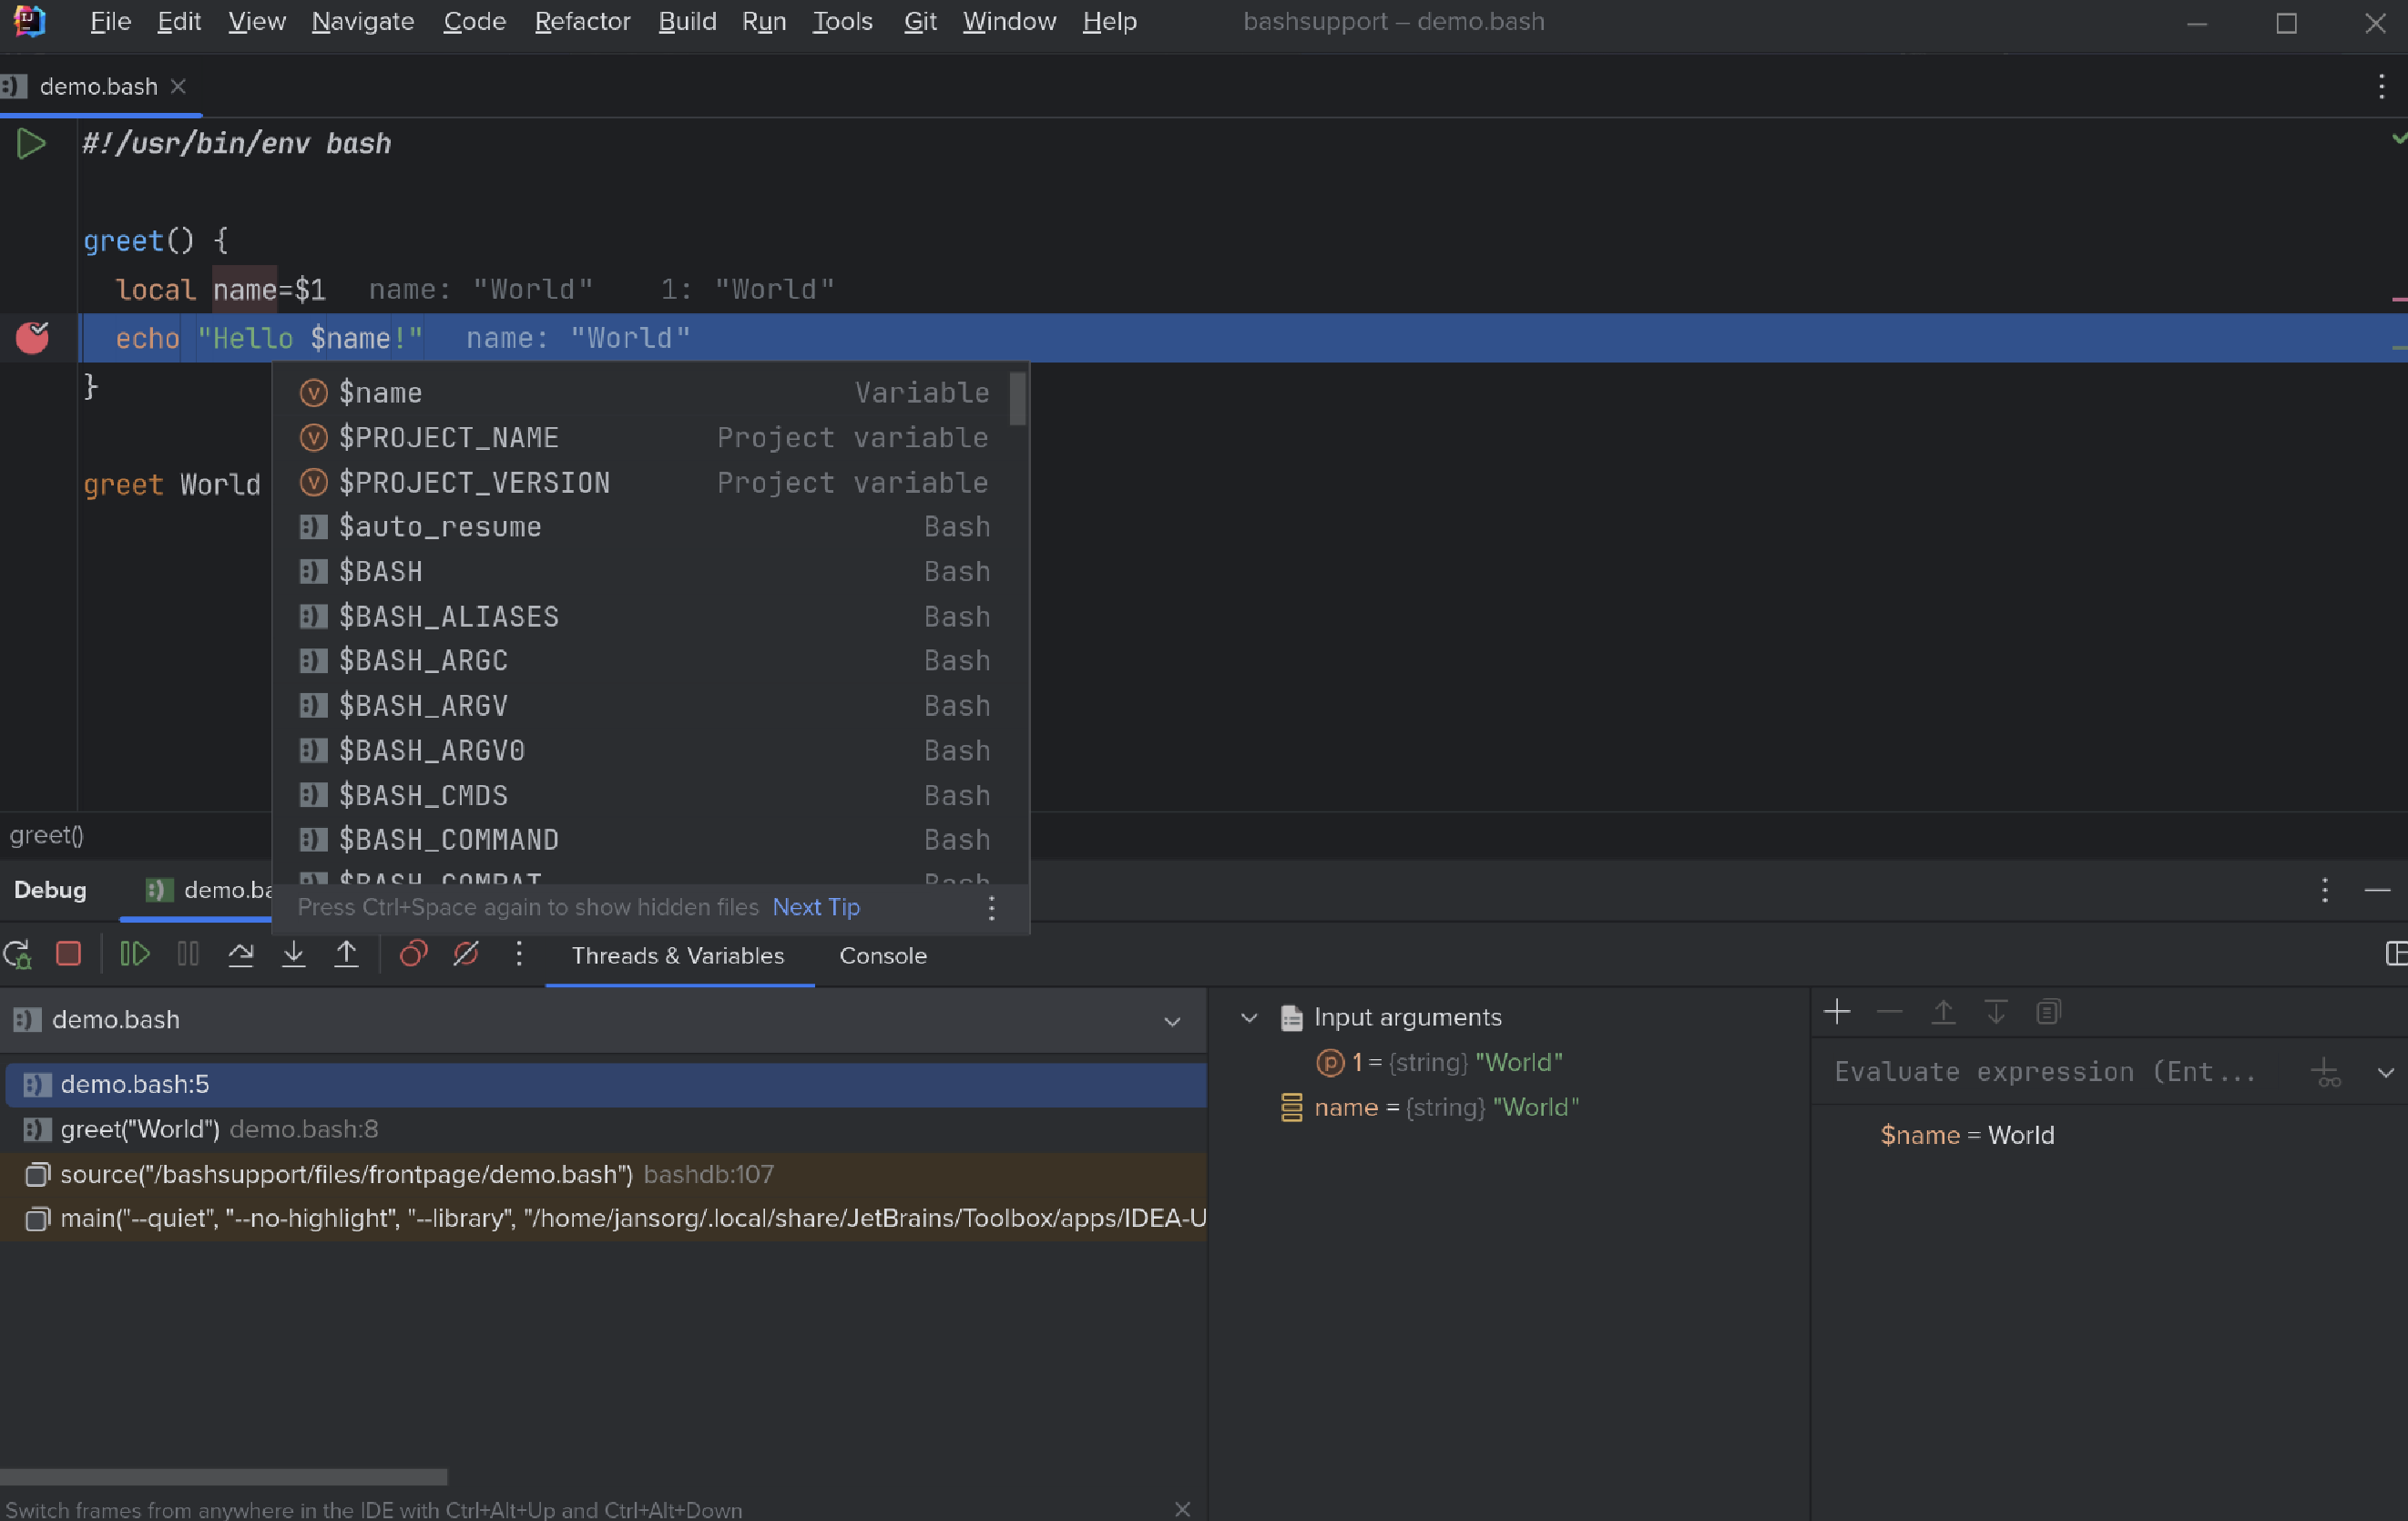 File Edit View Navigate Code Refactor Build Run Tools Git Window Help bashsupport – demo.bash
demo.bash
#!/usr/bin/env bash
greet() {
local name=$1 name: "World" 1: "World"
echo "Hello $name!" name: "World"
}
greet World
$name Variable
$PROJECT_NAME Project variable
$PROJECT_VERSION Project variable
$auto_resume Bash
$BASH Bash
$BASH_ALIASES Bash
$BASH_ARGC Bash
$BASH_ARGV Bash
$BASH_ARGV0 Bash
$BASH_CMDS Bash
$BASH_COMMAND Bash
$BASH_COMPAT Bash
Press Ctrl+Space again to show hidden files Next Tip
greet()
Debug demo.ba
Threads & Variables Console
demo.bash
demo.bash:5
greet("World") demo.bash:8
source("/bashsupport/files/frontpage/demo.bash") bashdb:107
main("--quiet", "--no-highlight", "--library", "/home/jansorg/.local/share/JetBrains/Toolbox/apps/IDEA-U
Switch frames from anywhere in the IDE with Ctrl+Alt+Up and Ctrl+Alt+Down
Input arguments
1 = {string} "World"
name = {string} "World"
Evaluate expression (Ent...
$name = World